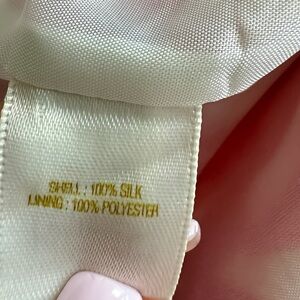 SHELL : 100% SILK
LINING : 100% POLYESTER